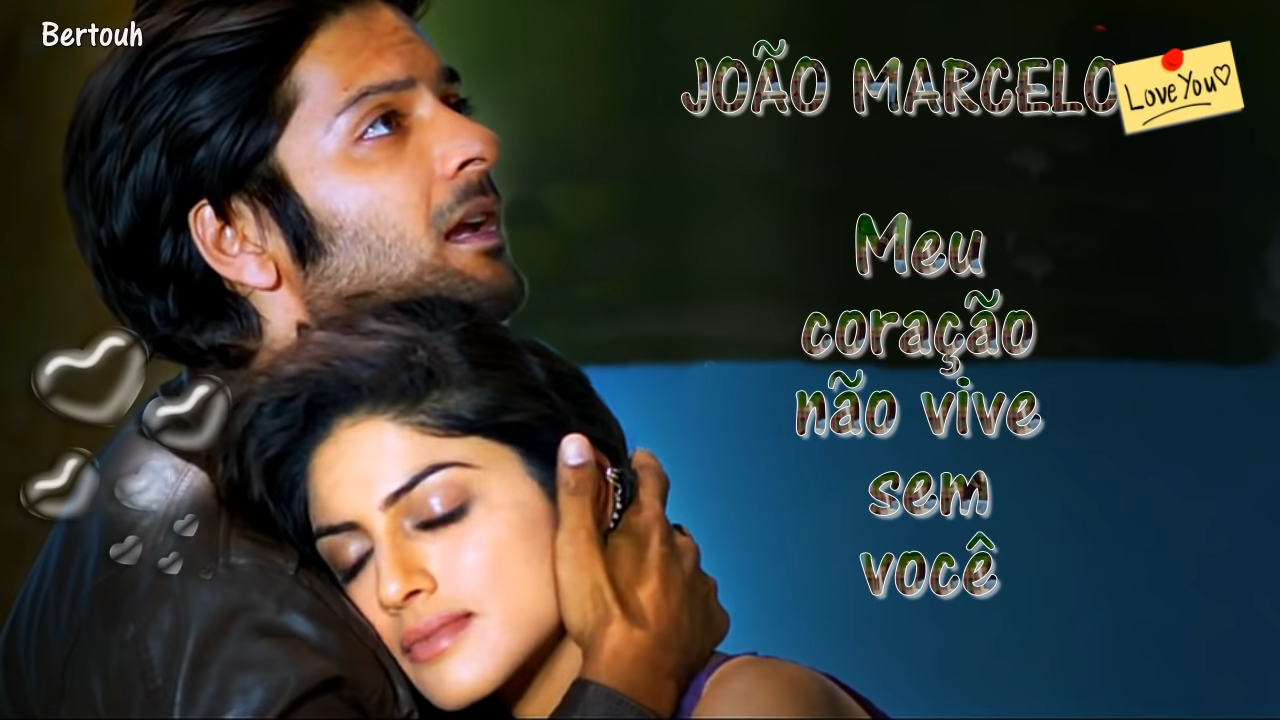 Bertouh
JOÃO MARCELO
Love You♡
Meu
coração
não vive
sem
você